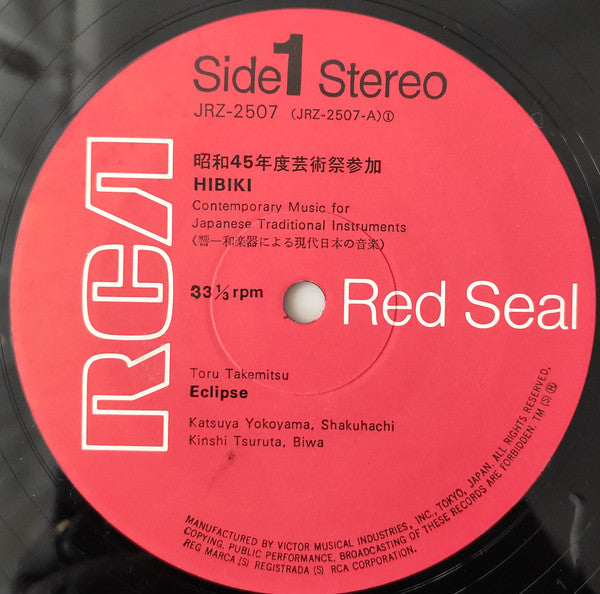 Side 1 Stereo
JRZ-2507 (JRZ-2507-A)①
昭和45年度芸術祭参加
HIBIKI
Contemporary Music for
Japanese Traditional Instruments
(響—和楽器による現代日本の音楽)
33⅓ rpm
Red Seal
RCA
Toru Takemitsu
Eclipse
Katsuya Yokoyama, Shakuhachi
Kinshi Tsuruta, Biwa
MANUFACTURED BY VICTOR MUSICAL INDUSTRIES, INC., TOKYO, JAPAN. ALL RIGHTS RESERVED.
COPYING, PUBLIC PERFORMANCE, BROADCASTING OF THESE RECORDS ARE FORBIDDEN. TM (S) ®
REG MARCA (S) REGISTRADA (S) RCA CORPORATION.